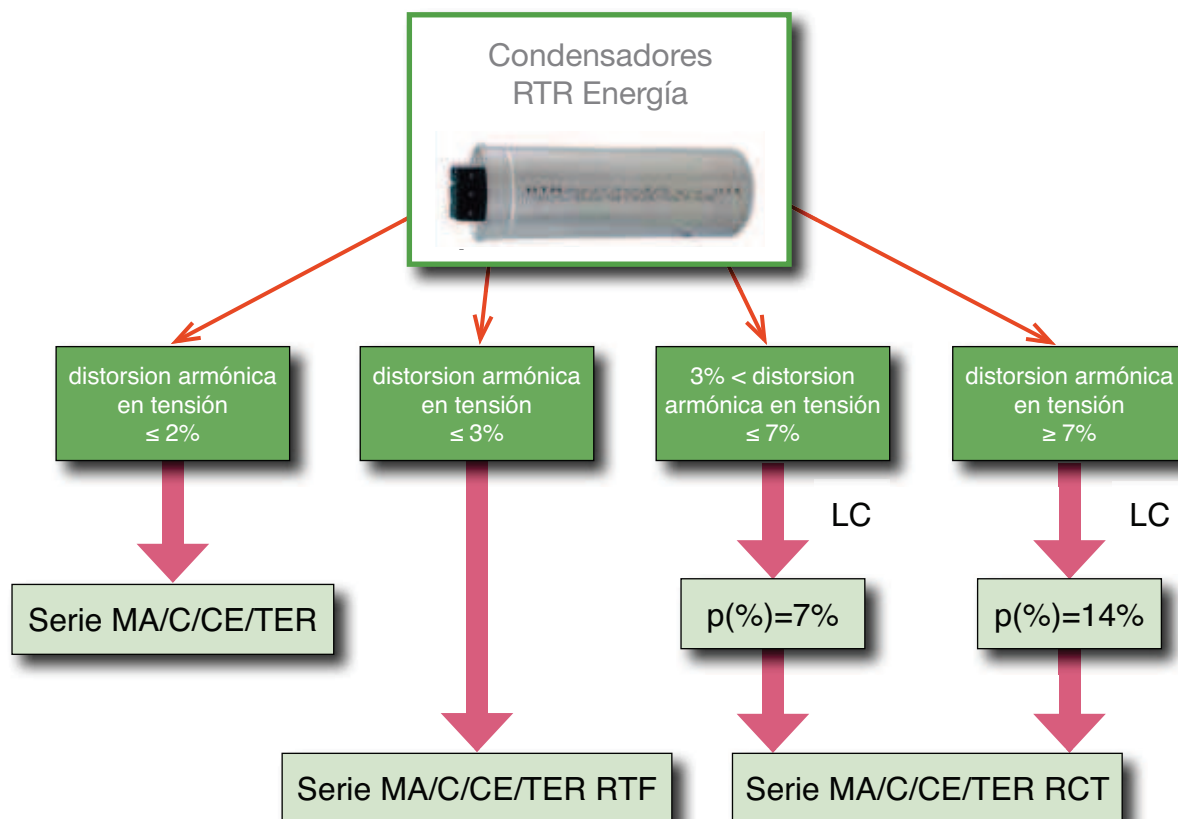 Condensadores
RTR Energía
RTR
distorsion armónica
en tensión
≤ 2%
distorsion armónica
en tensión
≤ 3%
3% < distorsion
armónica en tensión
≤ 7%
distorsion armónica
en tensión
≥ 7%
LC
LC
Serie MA/C/CE/TER
p(%)=7%
p(%)=14%
Serie MA/C/CE/TER RTF
Serie MA/C/CE/TER RCT